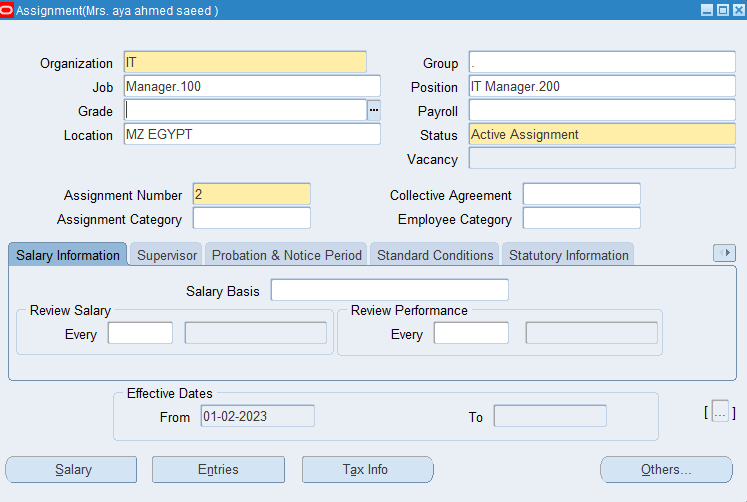 Assignment(Mrs. aya ahmed saeed )
Organization IT Group .
Job Manager.100 Position IT Manager.200
Grade ... Payroll
Location MZ EGYPT Status Active Assignment
Vacancy
Assignment Number 2 Collective Agreement
Assignment Category Employee Category
Salary Information Supervisor Probation & Notice Period Standard Conditions Statutory Information
Salary Basis
Review Salary Review Performance
Every Every
Effective Dates
From 01-02-2023 To [ ... ]
Salary Entries Tax Info Others...